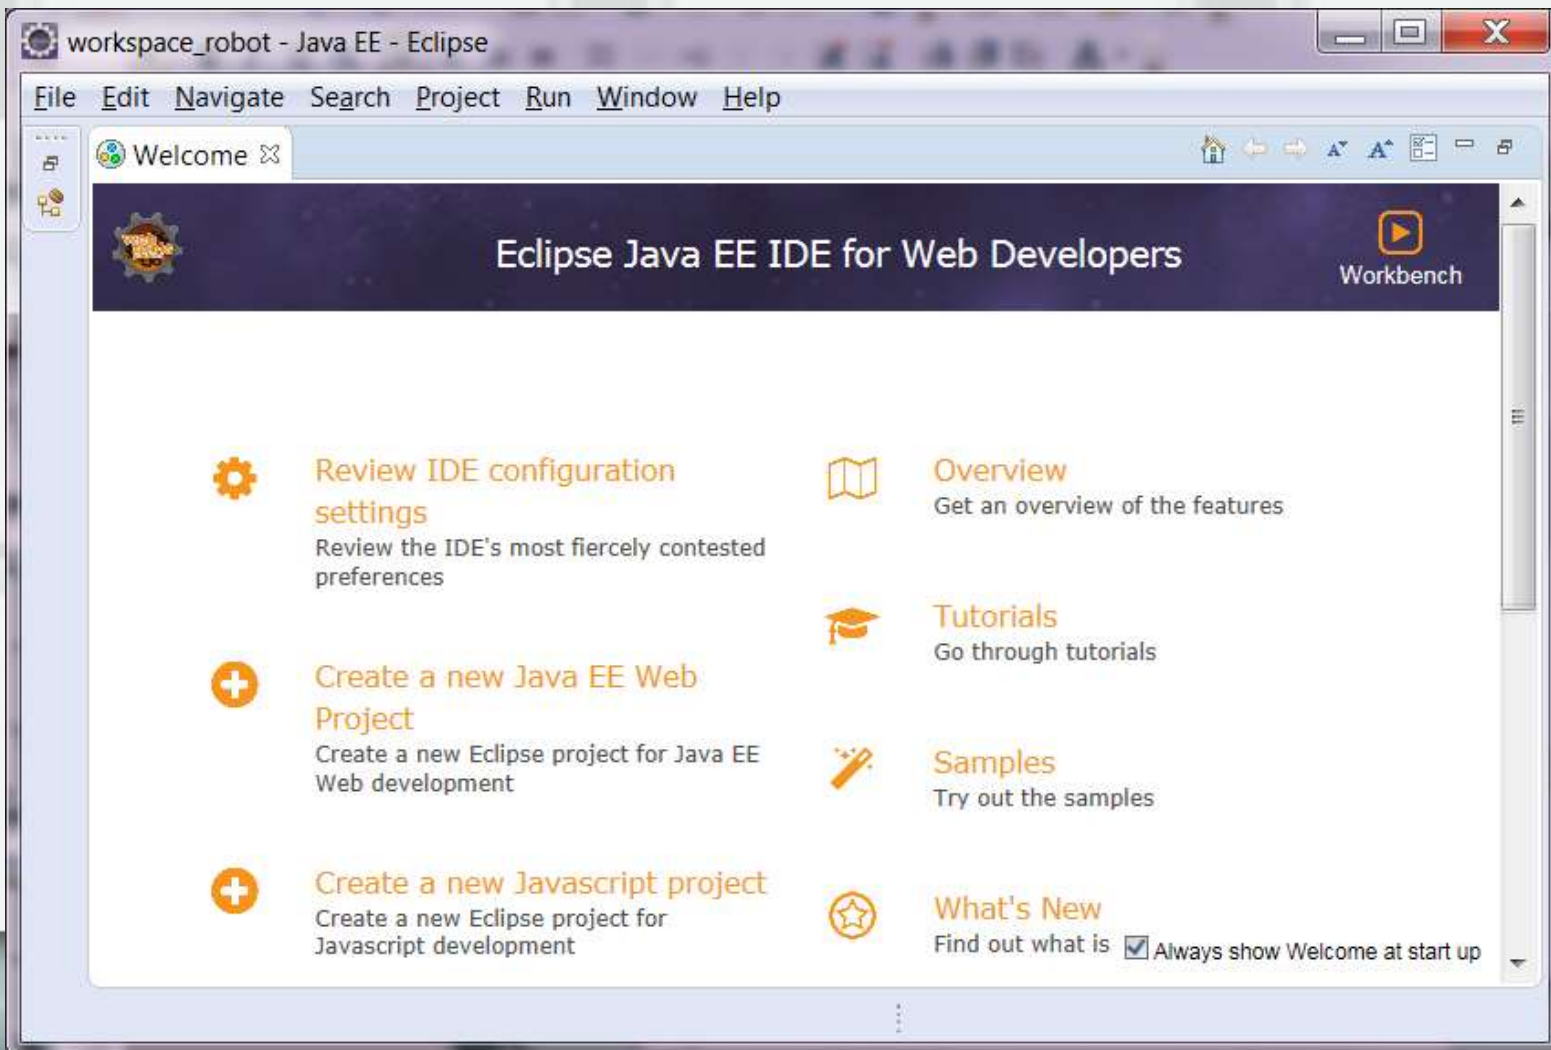 workspace_robot - Java EE - Eclipse
File Edit Navigate Search Project Run Window Help
Welcome
Eclipse Java EE IDE for Web Developers
Workbench
Review IDE configuration
settings
Review the IDE's most fiercely contested
preferences
Create a new Java EE Web
Project
Create a new Eclipse project for Java EE
Web development
Create a new Javascript project
Create a new Eclipse project for
Javascript development
Overview
Get an overview of the features
Tutorials
Go through tutorials
Samples
Try out the samples
What's New
Find out what is
Always show Welcome at start up